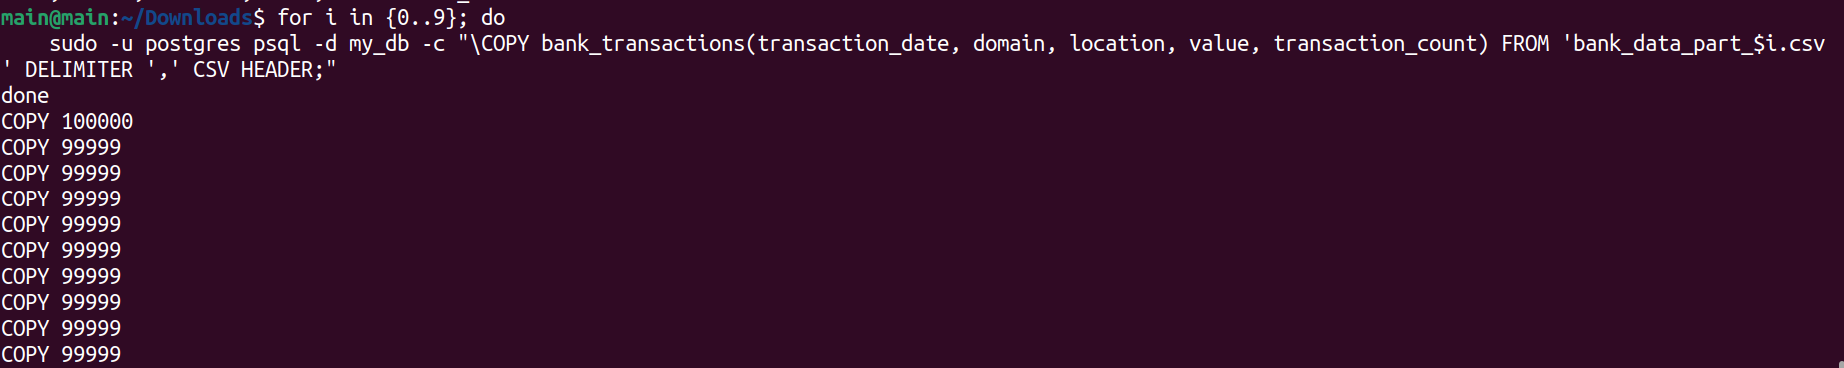 main@main:~/Downloads$ for i in {0..9}; do
    sudo -u postgres psql -d my_db -c "\COPY bank_transactions(transaction_date, domain, location, value, transaction_count) FROM 'bank_data_part_$i.csv
' DELIMITER ',' CSV HEADER;"
done
COPY 100000
COPY 99999
COPY 99999
COPY 99999
COPY 99999
COPY 99999
COPY 99999
COPY 99999
COPY 99999
COPY 99999